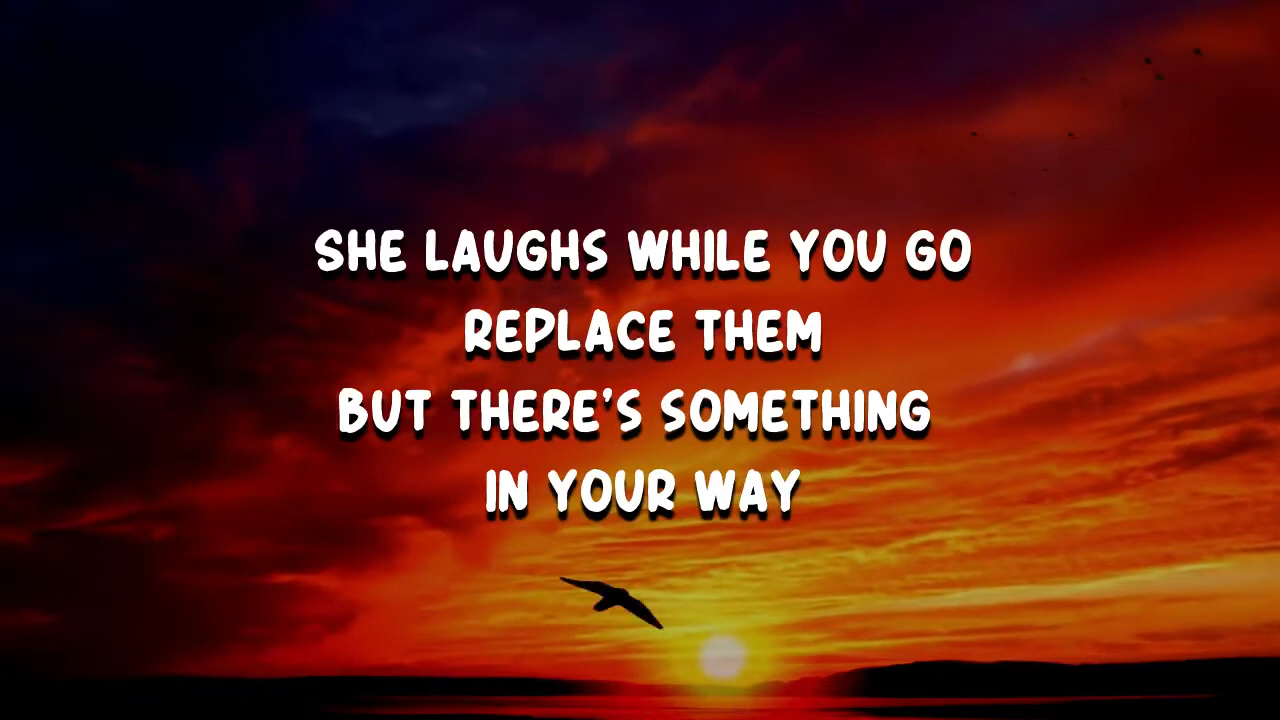 SHE LAUGHS WHILE YOU GO
REPLACE THEM
BUT THERE'S SOMETHING
IN YOUR WAY